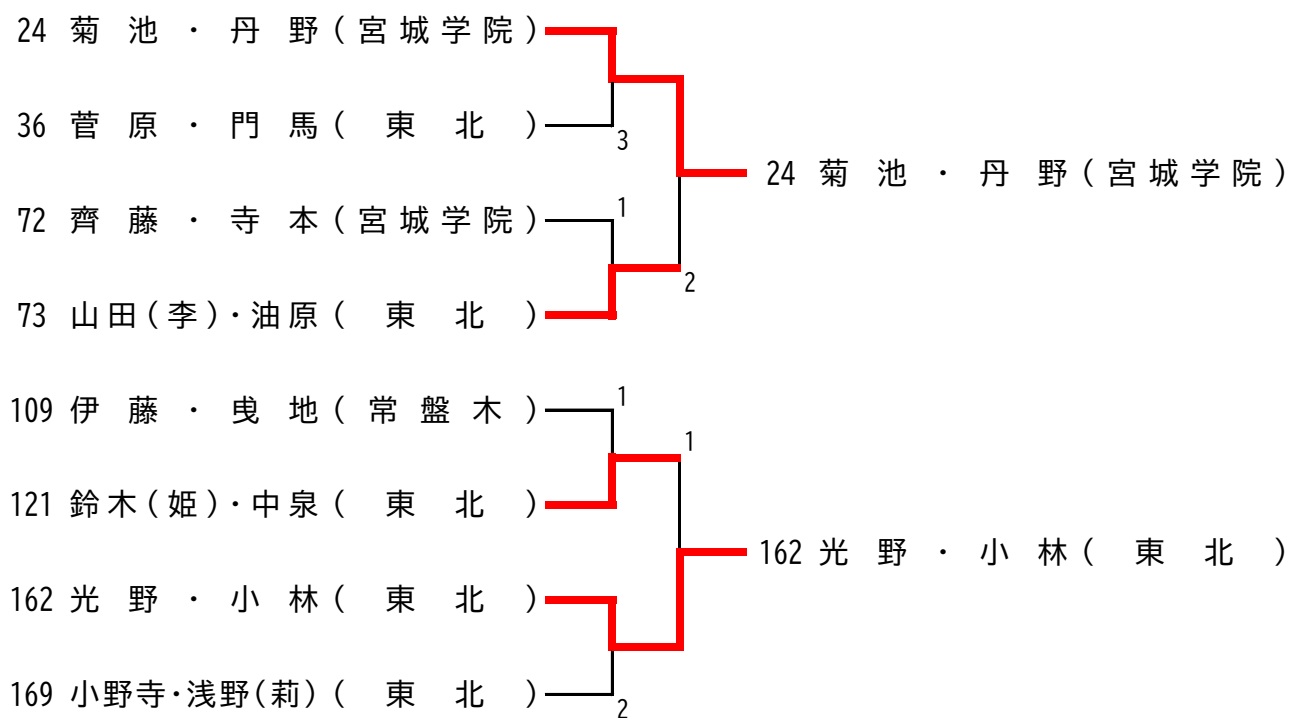 24 菊池・丹野(宮城学院)
36 菅原・門馬(東北)
3
24 菊池・丹野(宮城学院)
72 齊藤・寺本(宮城学院)
1
2
73 山田(李)・油原(東北)
109 伊藤・曵地(常盤木)
1
1
121 鈴木(姫)・中泉(東北)
162 光野・小林(東北)
162 光野・小林(東北)
169 小野寺・浅野(莉)(東北)
2